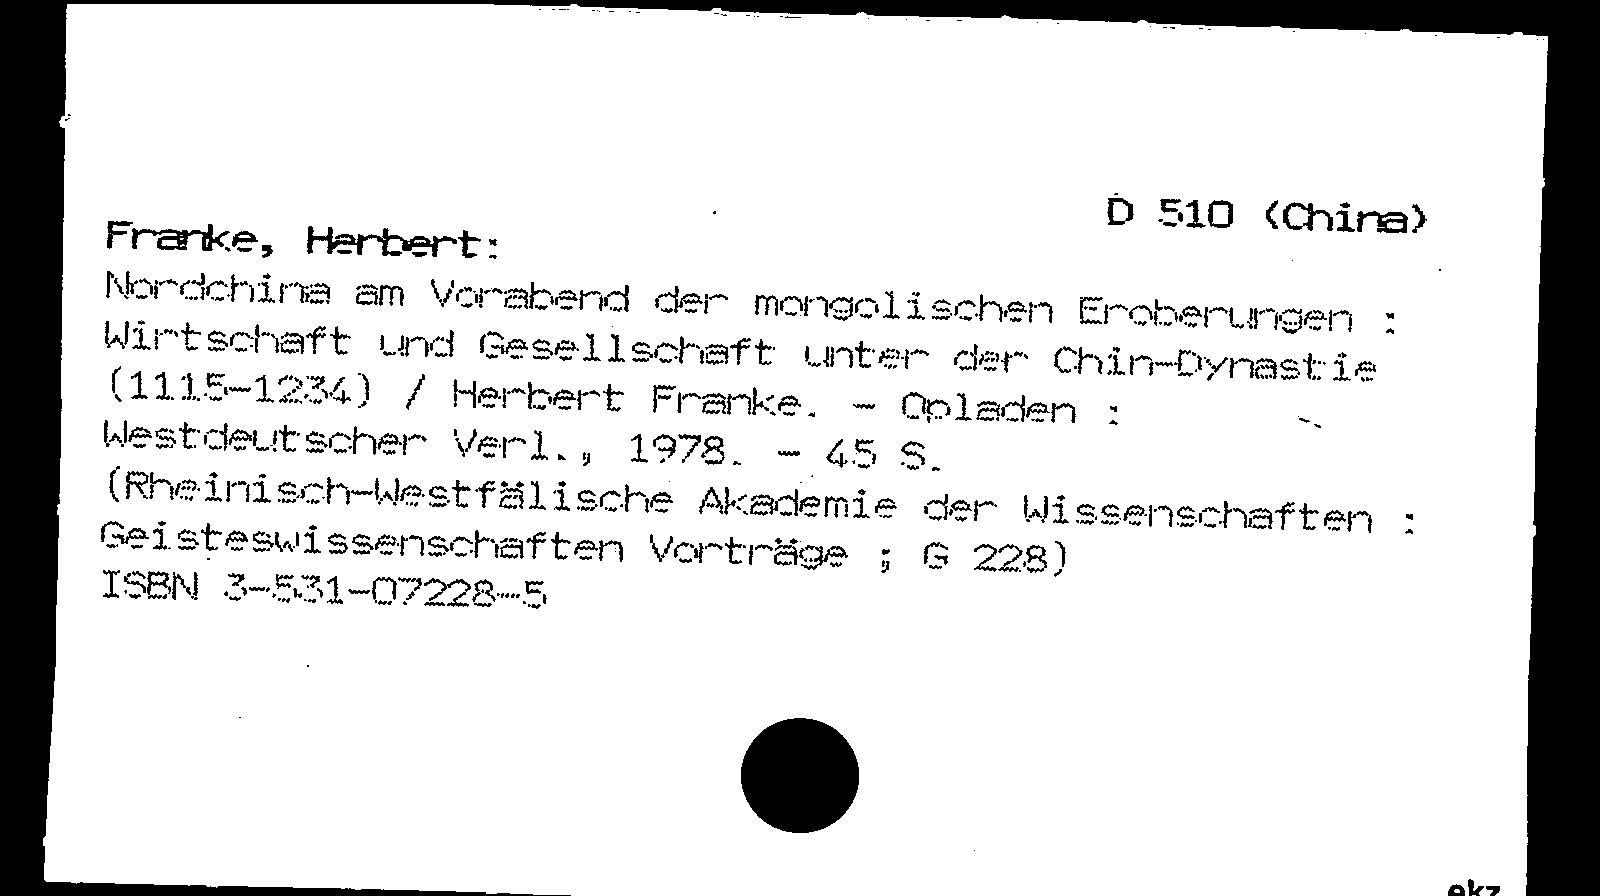 D 510 (China)
Franke, Herbert:
Nordchina am Vorabend der mongolischen Eroberungen :
Wirtschaft und Gesellschaft unter der Chin-Dynastie
(1115-1234) / Herbert Franke. - Opladen :
Westdeutscher Verl., 1978. - 45 S.
(Rheinisch-Westfälische Akademie der Wissenschaften :
Geisteswissenschaften Vorträge ; G 228)
ISBN 3-531-07228-5
ekz